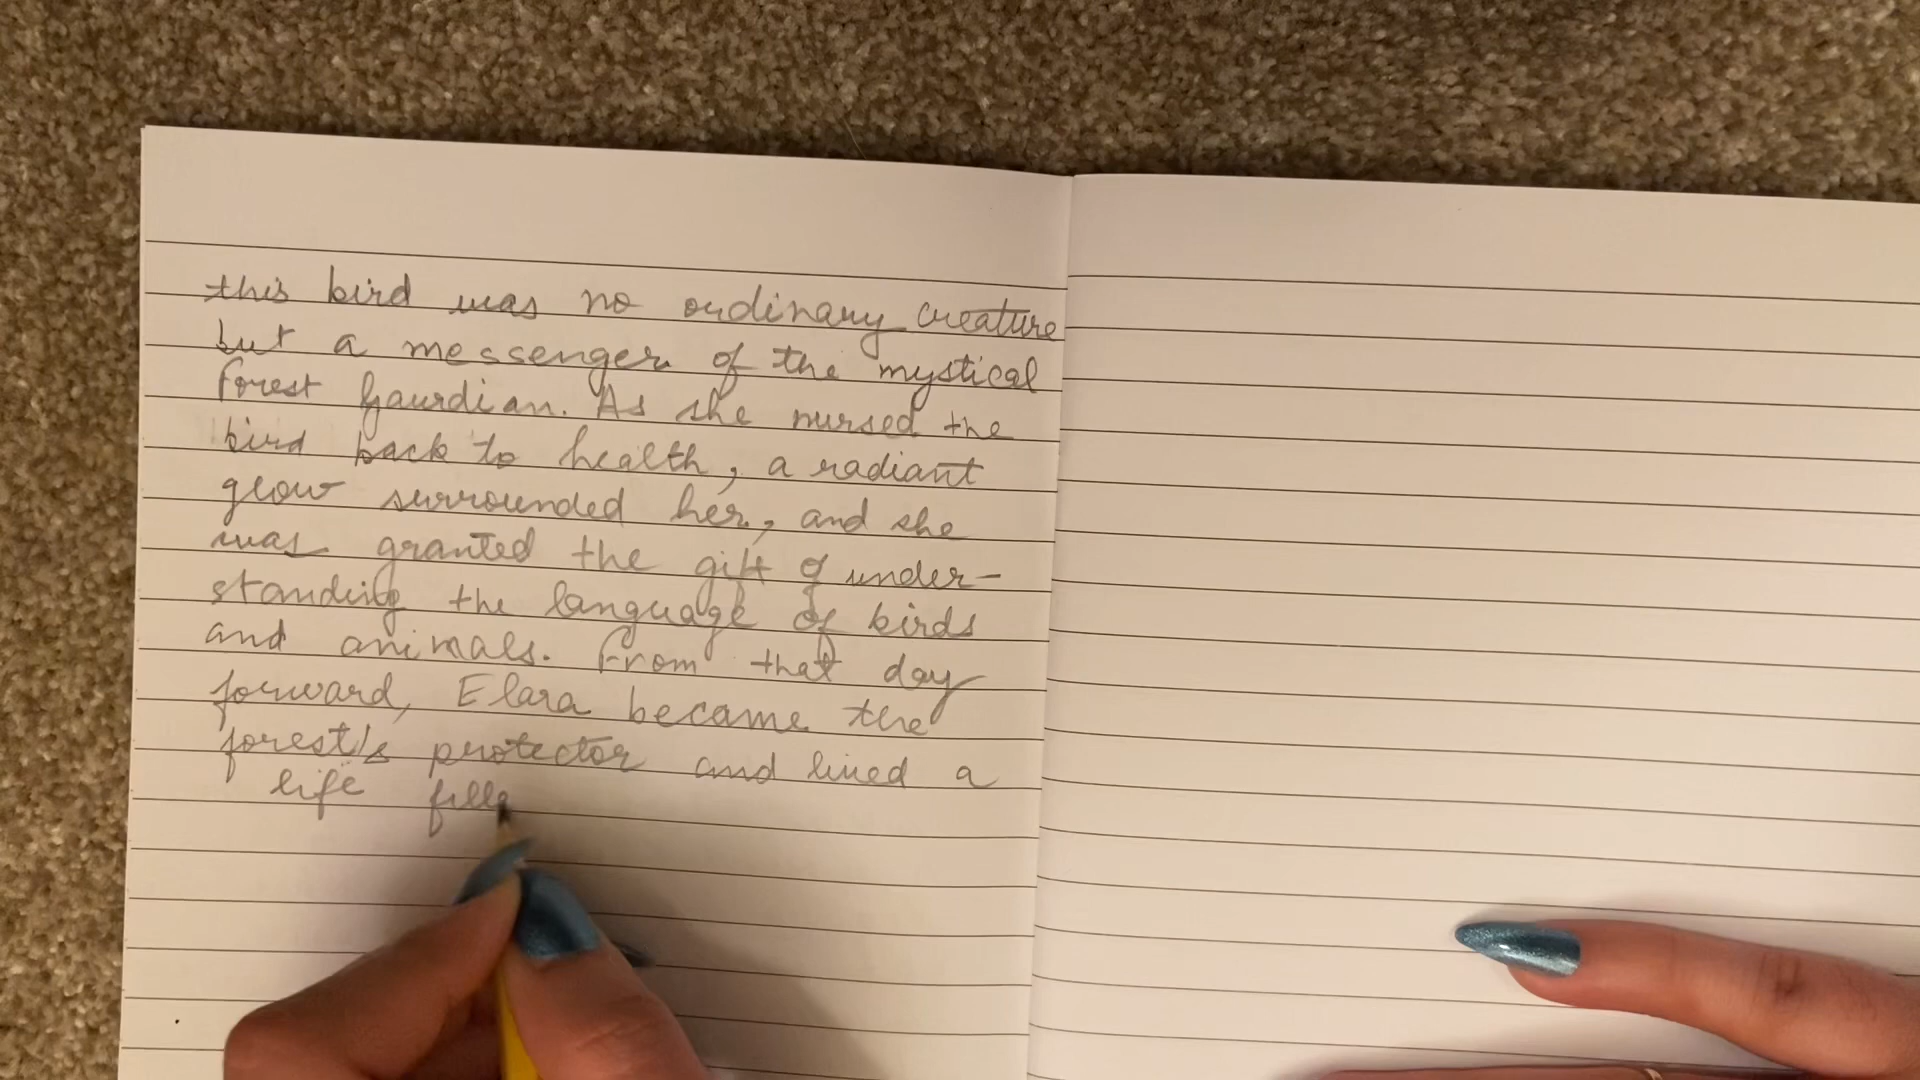 this bird was no ordinary creature
but a messenger of the mystical
forest Gaurdian. As she nursed the
bird back to health, a radiant
glow surrounded her, and she
was granted the gift of under-
standing the language of birds
and animals. From that day
forward, Elara became the
forest's protector and lived a
life fille